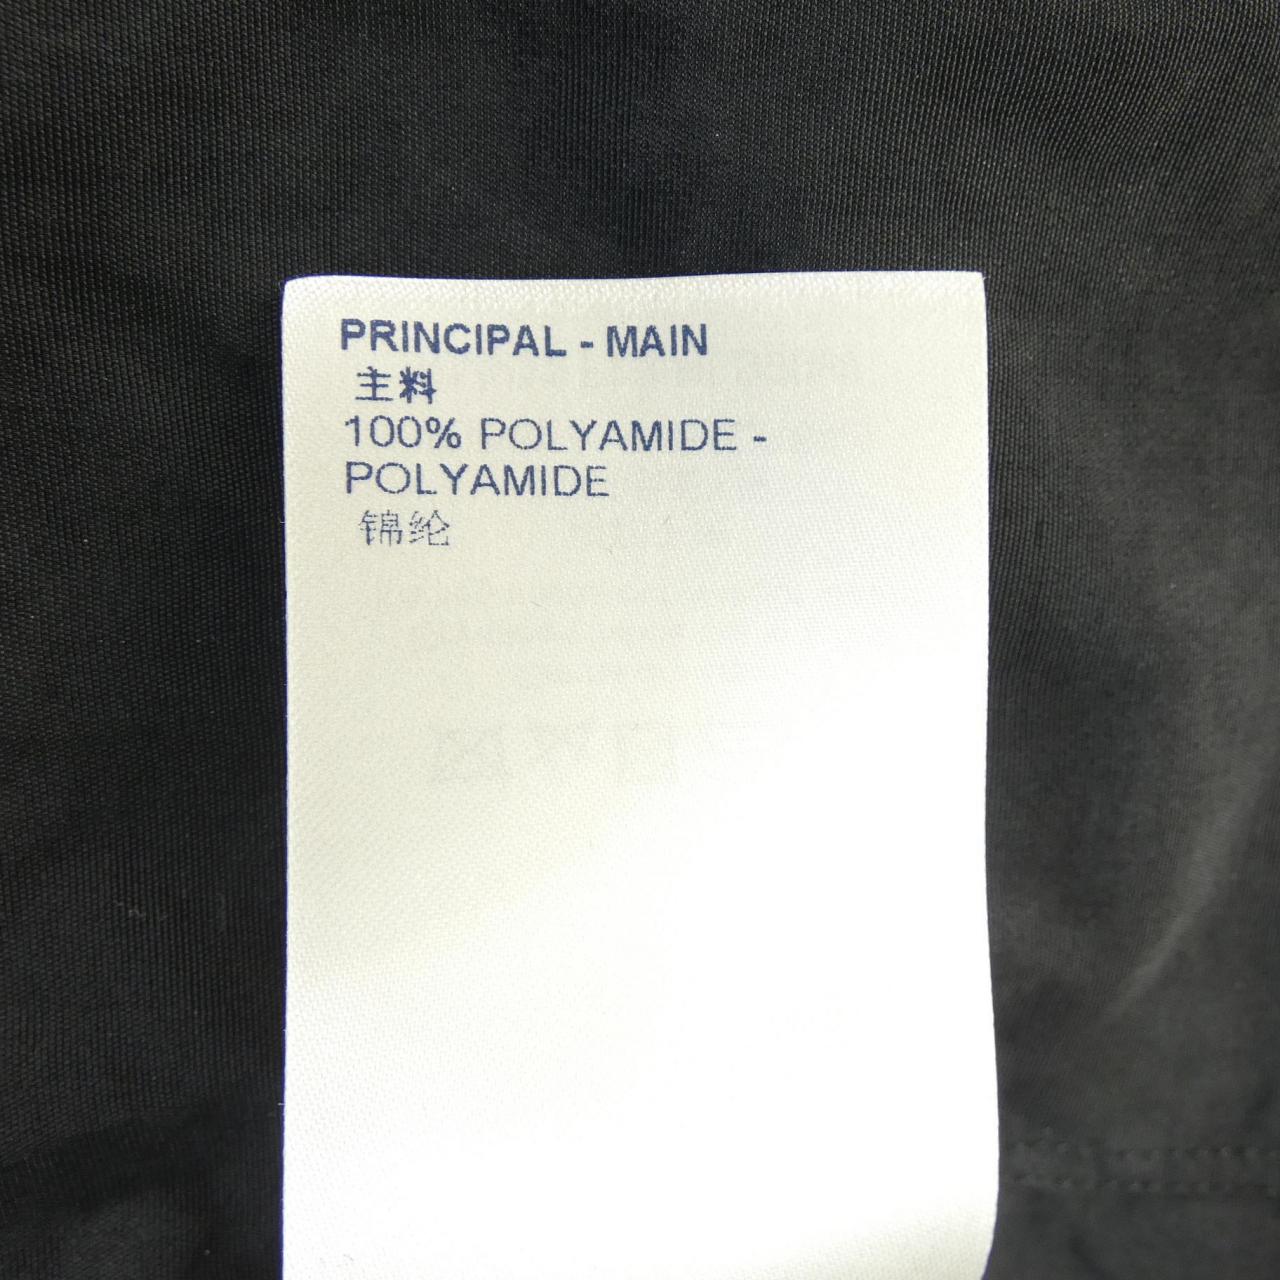 PRINCIPAL - MAIN
主料
100% POLYAMIDE -
POLYAMIDE
锦纶